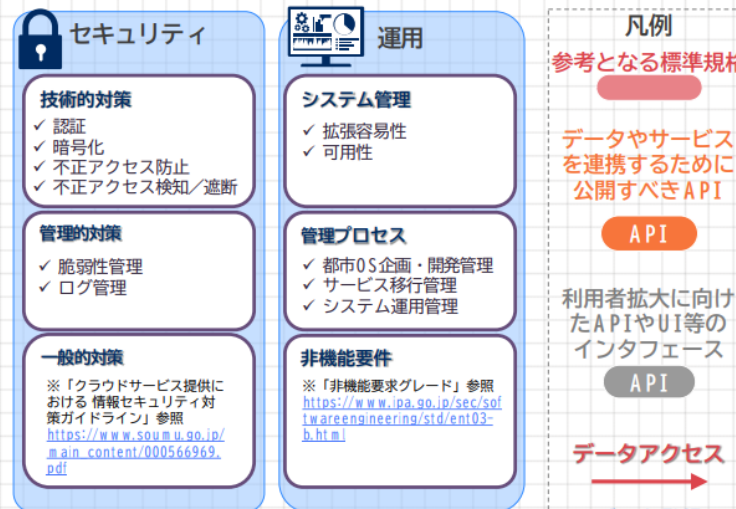 セキュリティ
技術的対策
✓ 認証
✓ 暗号化
✓ 不正アクセス防止
✓ 不正アクセス検知／遮断
管理的対策
✓ 脆弱性管理
✓ ログ管理
一般的対策
※「クラウドサービス提供に
おける 情報セキュリティ対
策ガイドライン」参照
https://www.soumu.go.jp/
main_content/000566969.
pdf
運用
システム管理
✓ 拡張容易性
✓ 可用性
管理プロセス
✓ 都市OS企画・開発管理
✓ サービス移行管理
✓ システム運用管理
非機能要件
※「非機能要求グレード」参照
https://www.ipa.go.jp/sec/sof
twareengineering/std/ent03-
b.html
凡例
参考となる標準規格
データやサービス
を連携するために
公開すべきAPI
API
利用者拡大に向け
たAPIやUI等の
インタフェース
API
データアクセス